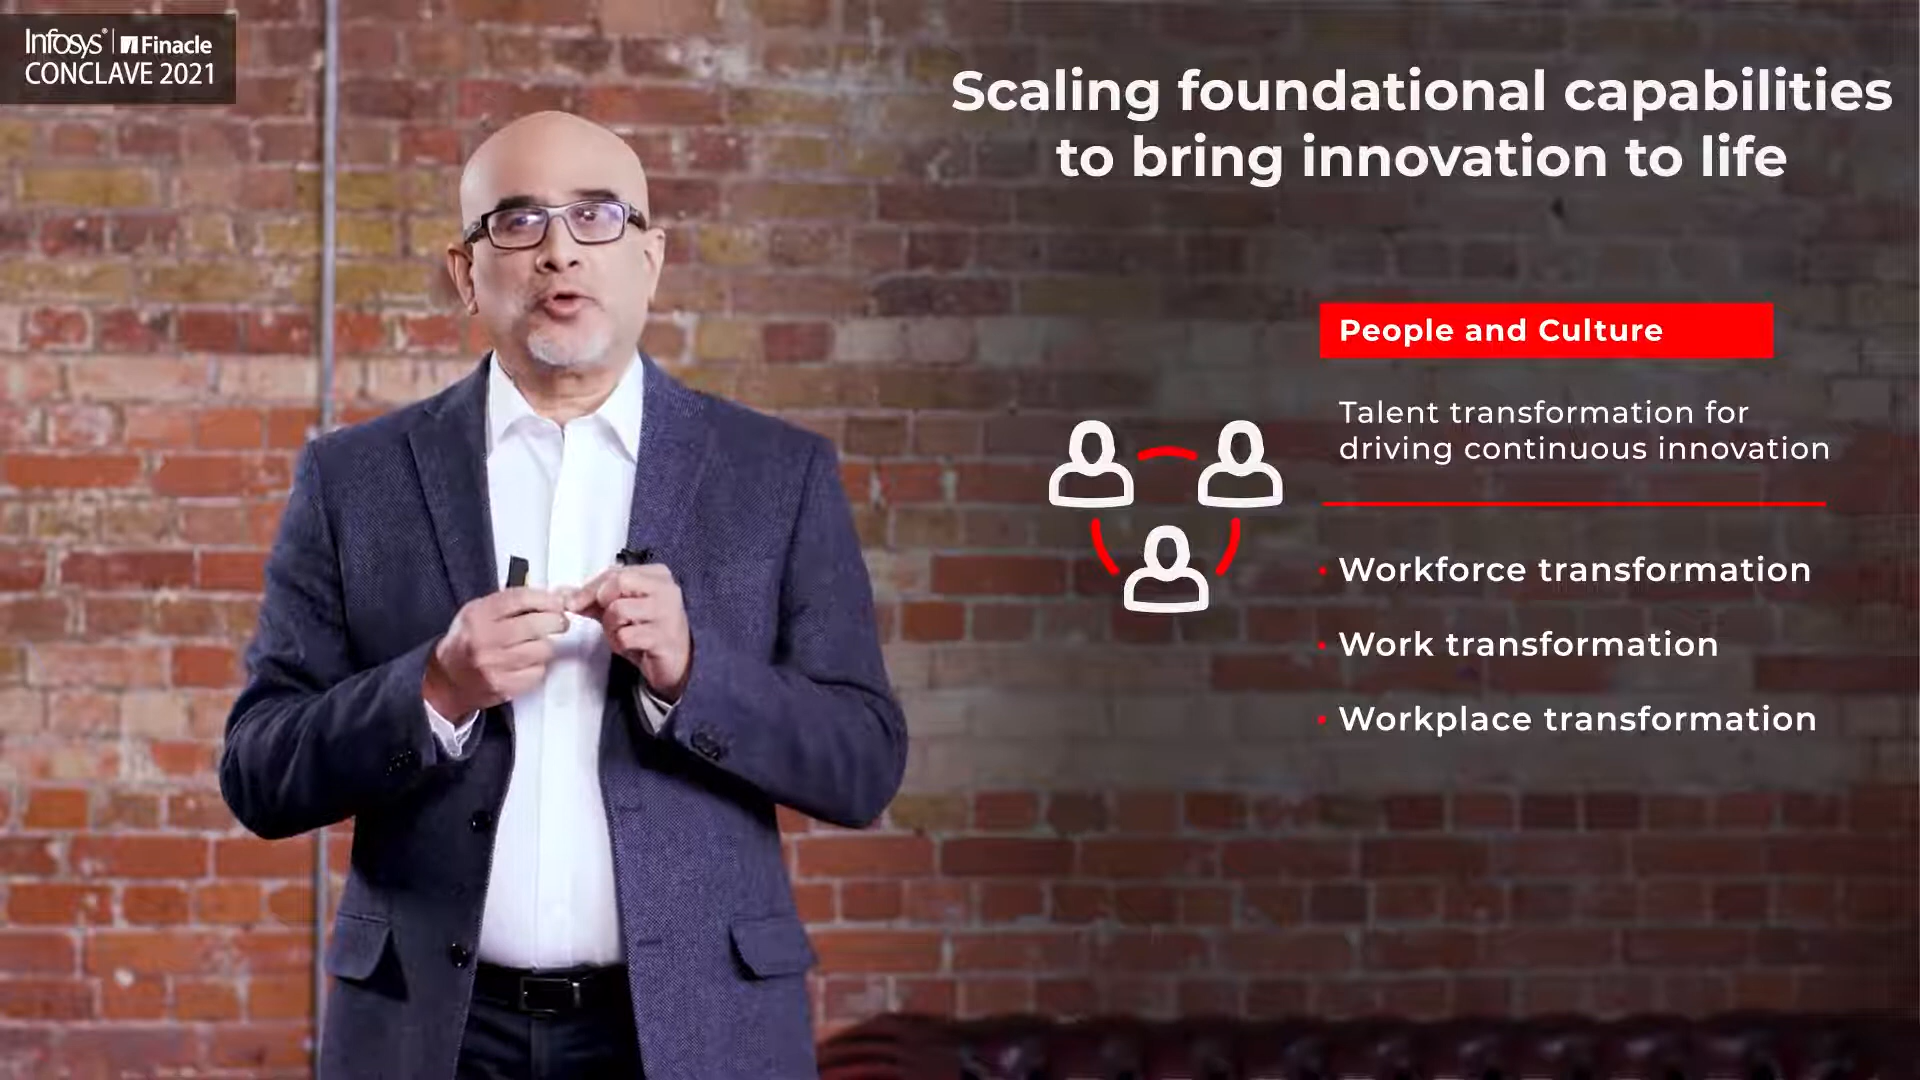 Infosys® | Finacle
CONCLAVE 2021
Scaling foundational capabilities
to bring innovation to life
People and Culture
Talent transformation for
driving continuous innovation
· Workforce transformation
· Work transformation
· Workplace transformation